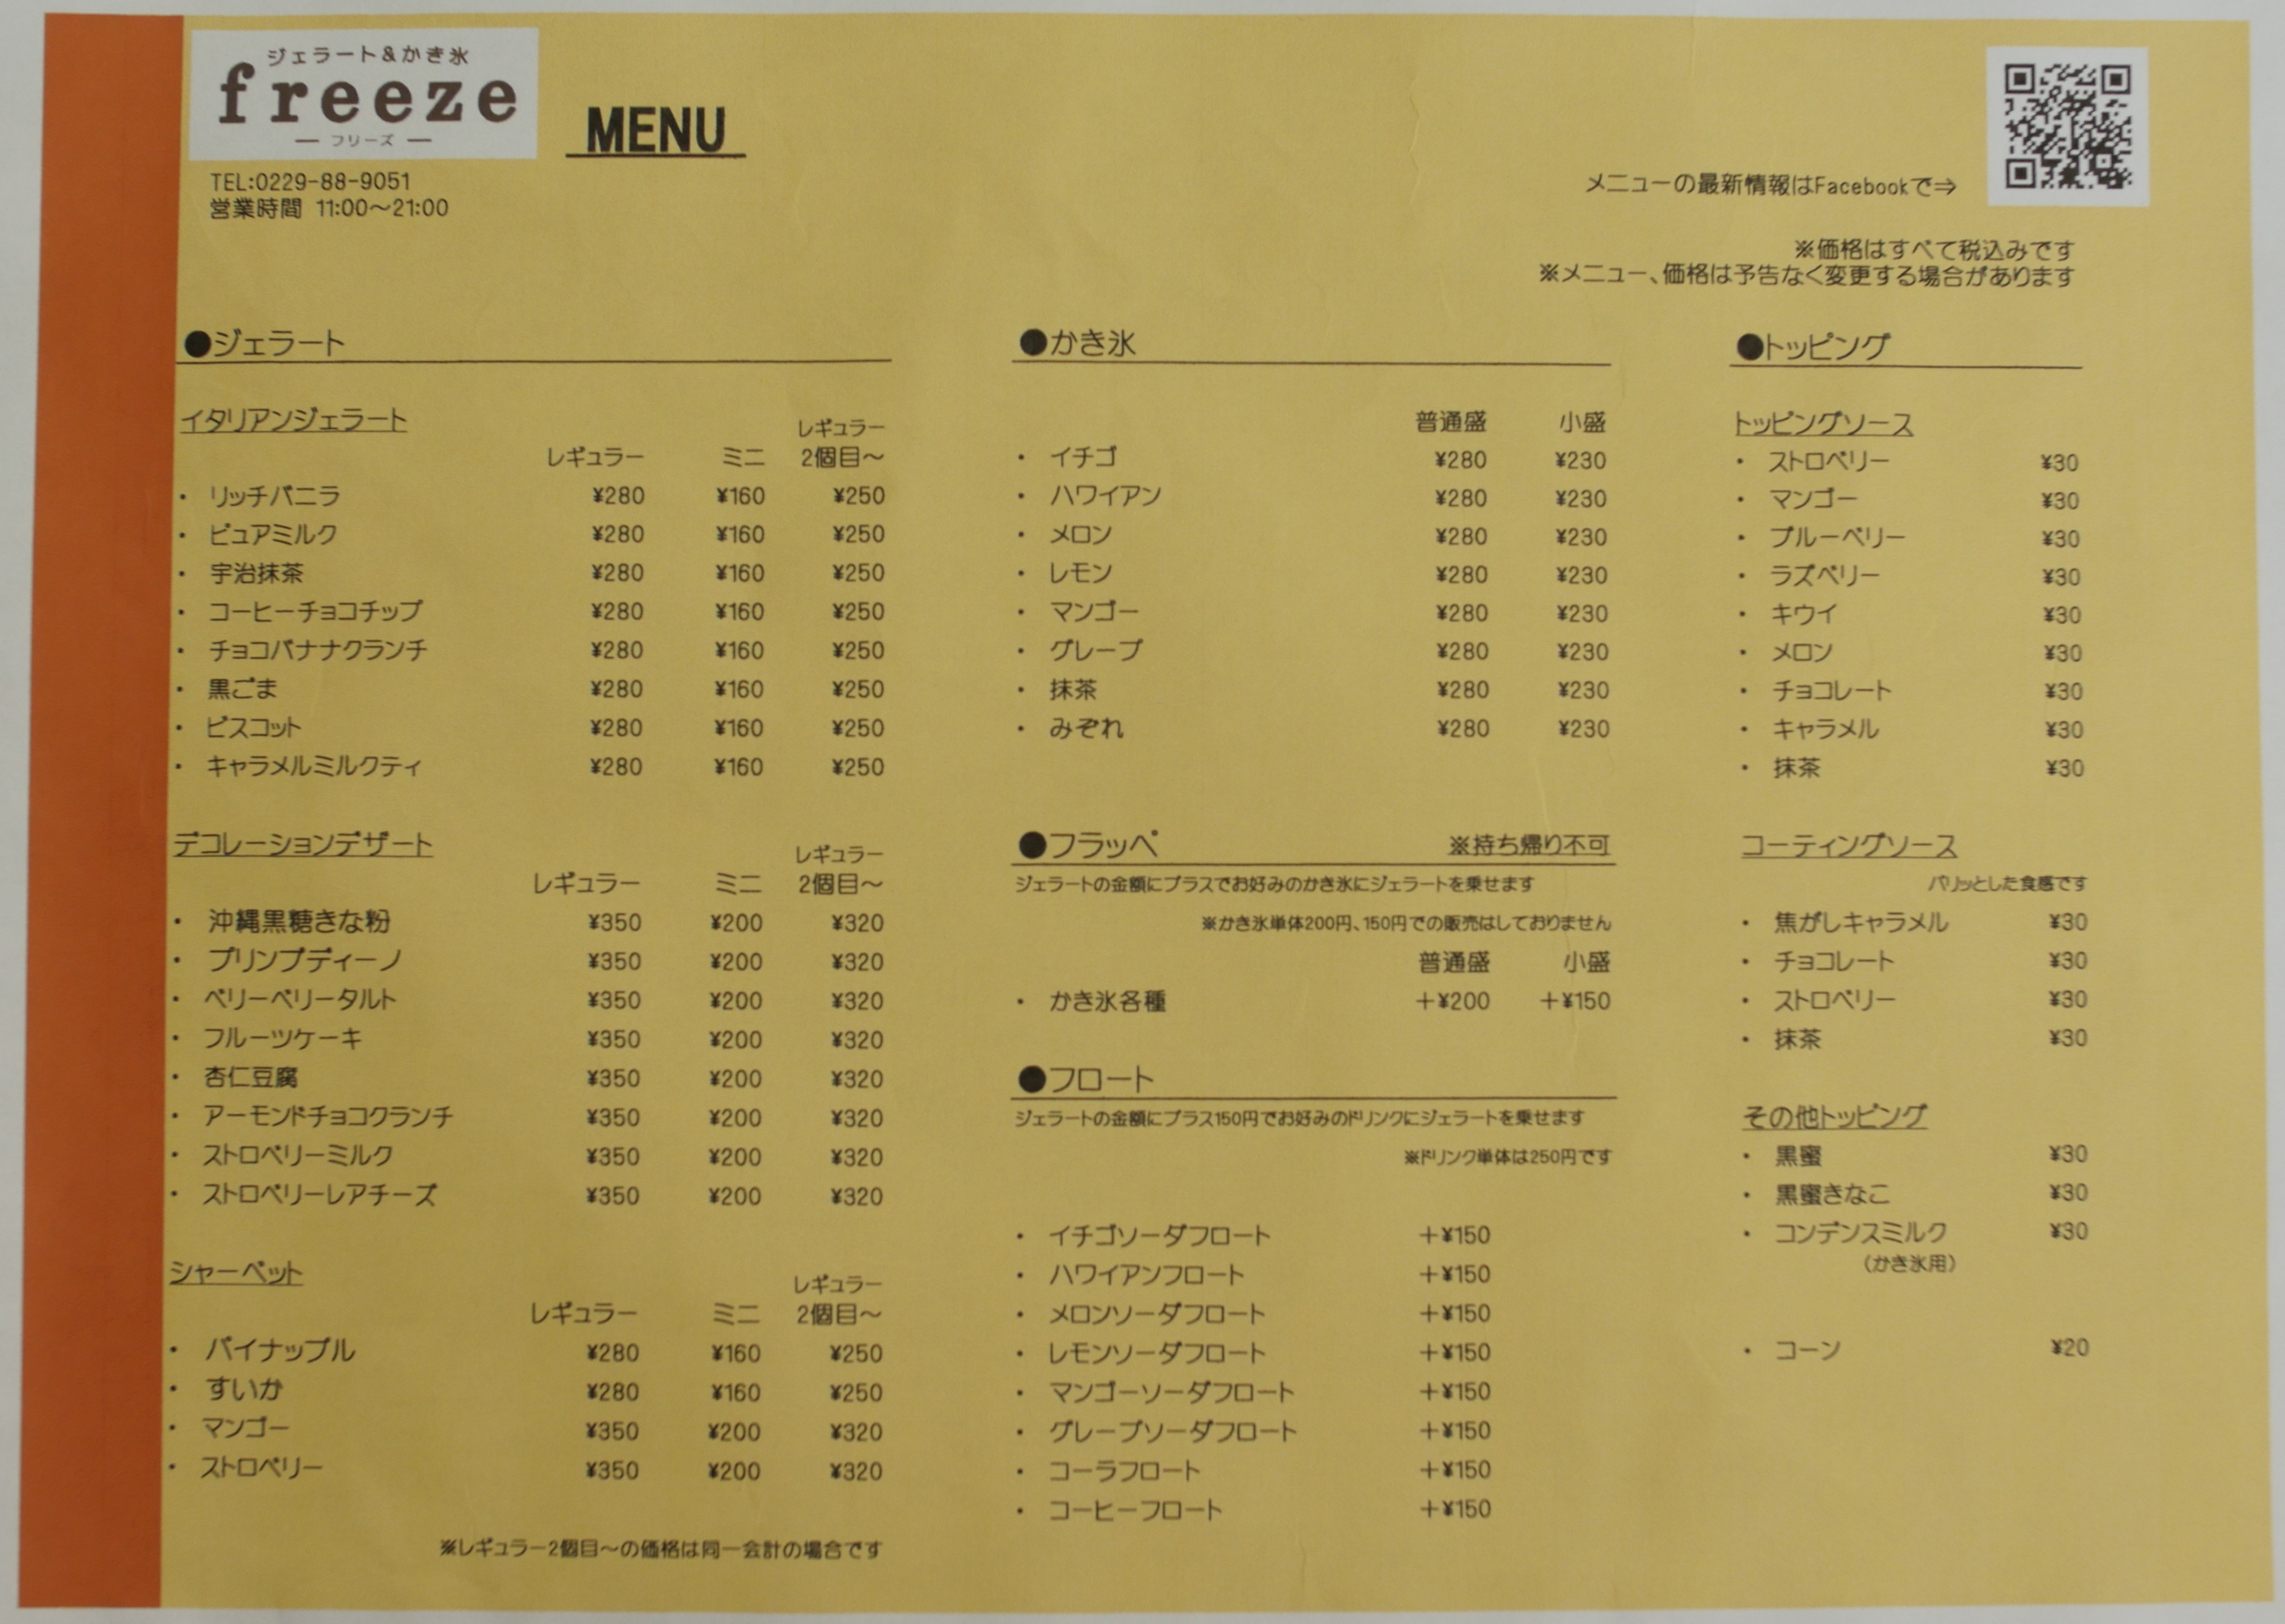 ジェラート&かき氷
freeze
― フリーズ ―
MENU
TEL:0229-88-9051
営業時間 11:00～21:00
メニューの最新情報はFacebookで⇒
※価格はすべて税込みです
※メニュー、価格は予告なく変更する場合があります
●ジェラート
イタリアンジェラート
レギュラー ミニ レギュラー
2個目～
・ リッチバニラ ¥280 ¥160 ¥250
・ ピュアミルク ¥280 ¥160 ¥250
・ 宇治抹茶 ¥280 ¥160 ¥250
・ コーヒーチョコチップ ¥280 ¥160 ¥250
・ チョコバナナクランチ ¥280 ¥160 ¥250
・ 黒ごま ¥280 ¥160 ¥250
・ ビスコット ¥280 ¥160 ¥250
・ キャラメルミルクティ ¥280 ¥160 ¥250
デコレーションデザート
レギュラー ミニ レギュラー
2個目～
・ 沖縄黒糖きな粉 ¥350 ¥200 ¥320
・ プリンプディーノ ¥350 ¥200 ¥320
・ ベリーベリータルト ¥350 ¥200 ¥320
・ フルーツケーキ ¥350 ¥200 ¥320
・ 杏仁豆腐 ¥350 ¥200 ¥320
・ アーモンドチョコクランチ ¥350 ¥200 ¥320
・ ストロベリーミルク ¥350 ¥200 ¥320
・ ストロベリーレアチーズ ¥350 ¥200 ¥320
シャーベット
レギュラー ミニ レギュラー
2個目～
・ パイナップル ¥280 ¥160 ¥250
・ すいか ¥280 ¥160 ¥250
・ マンゴー ¥350 ¥200 ¥320
・ ストロベリー ¥350 ¥200 ¥320
※レギュラー2個目～の価格は同一会計の場合です
●かき氷
普通盛 小盛
・ イチゴ ¥280 ¥230
・ ハワイアン ¥280 ¥230
・ メロン ¥280 ¥230
・ レモン ¥280 ¥230
・ マンゴー ¥280 ¥230
・ グレープ ¥280 ¥230
・ 抹茶 ¥280 ¥230
・ みぞれ ¥280 ¥230
●フラッペ ※持ち帰り不可
ジェラートの金額にプラスでお好みのかき氷にジェラートを乗せます
※かき氷単体200円、150円での販売はしておりません
普通盛 小盛
・ かき氷各種 +¥200 +¥150
●フロート
ジェラートの金額にプラス150円でお好みのドリンクにジェラートを乗せます
※ドリンク単体は250円です
・ イチゴソーダフロート +¥150
・ ハワイアンフロート +¥150
・ メロンソーダフロート +¥150
・ レモンソーダフロート +¥150
・ マンゴーソーダフロート +¥150
・ グレープソーダフロート +¥150
・ コーラフロート +¥150
・ コーヒーフロート +¥150
●トッピング
トッピングソース
・ ストロベリー ¥30
・ マンゴー ¥30
・ ブルーベリー ¥30
・ ラズベリー ¥30
・ キウイ ¥30
・ メロン ¥30
・ チョコレート ¥30
・ キャラメル ¥30
・ 抹茶 ¥30
コーティングソース
パリッとした食感です
・ 焦がしキャラメル ¥30
・ チョコレート ¥30
・ ストロベリー ¥30
・ 抹茶 ¥30
その他トッピング
・ 黒蜜 ¥30
・ 黒蜜きなこ ¥30
・ コンデンスミルク ¥30
(かき氷用)
・ コーン ¥20